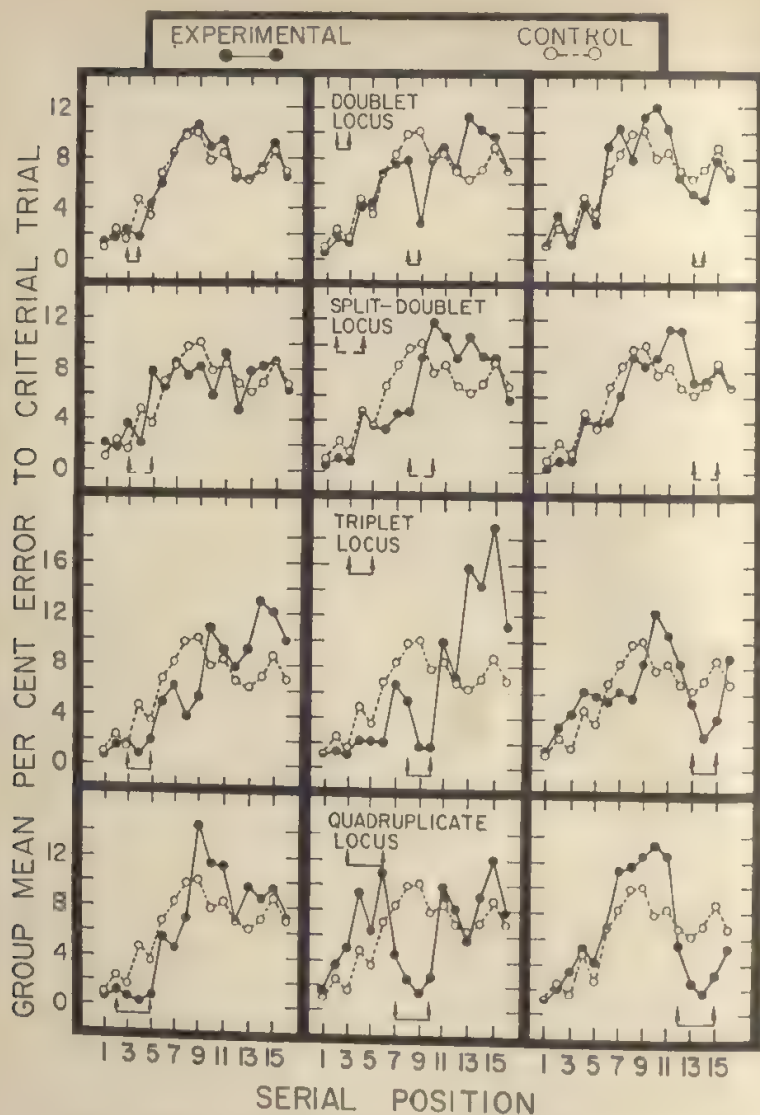 EXPERIMENTAL CONTROL
DOUBLET
LOCUS
12
8
4
0
SPLIT-DOUBLET
LOCUS
12
8
4
0
TRIPLET
LOCUS
16
12
8
4
0
QUADRUPLICATE
LOCUS
12
8
4
0
GROUP MEAN PER CENT ERROR TO CRITERIAL TRIAL
1 3 5 7 9 11 13 15 1 3 5 7 9 11 13 15 1 3 5 7 9 11 13 15
SERIAL POSITION